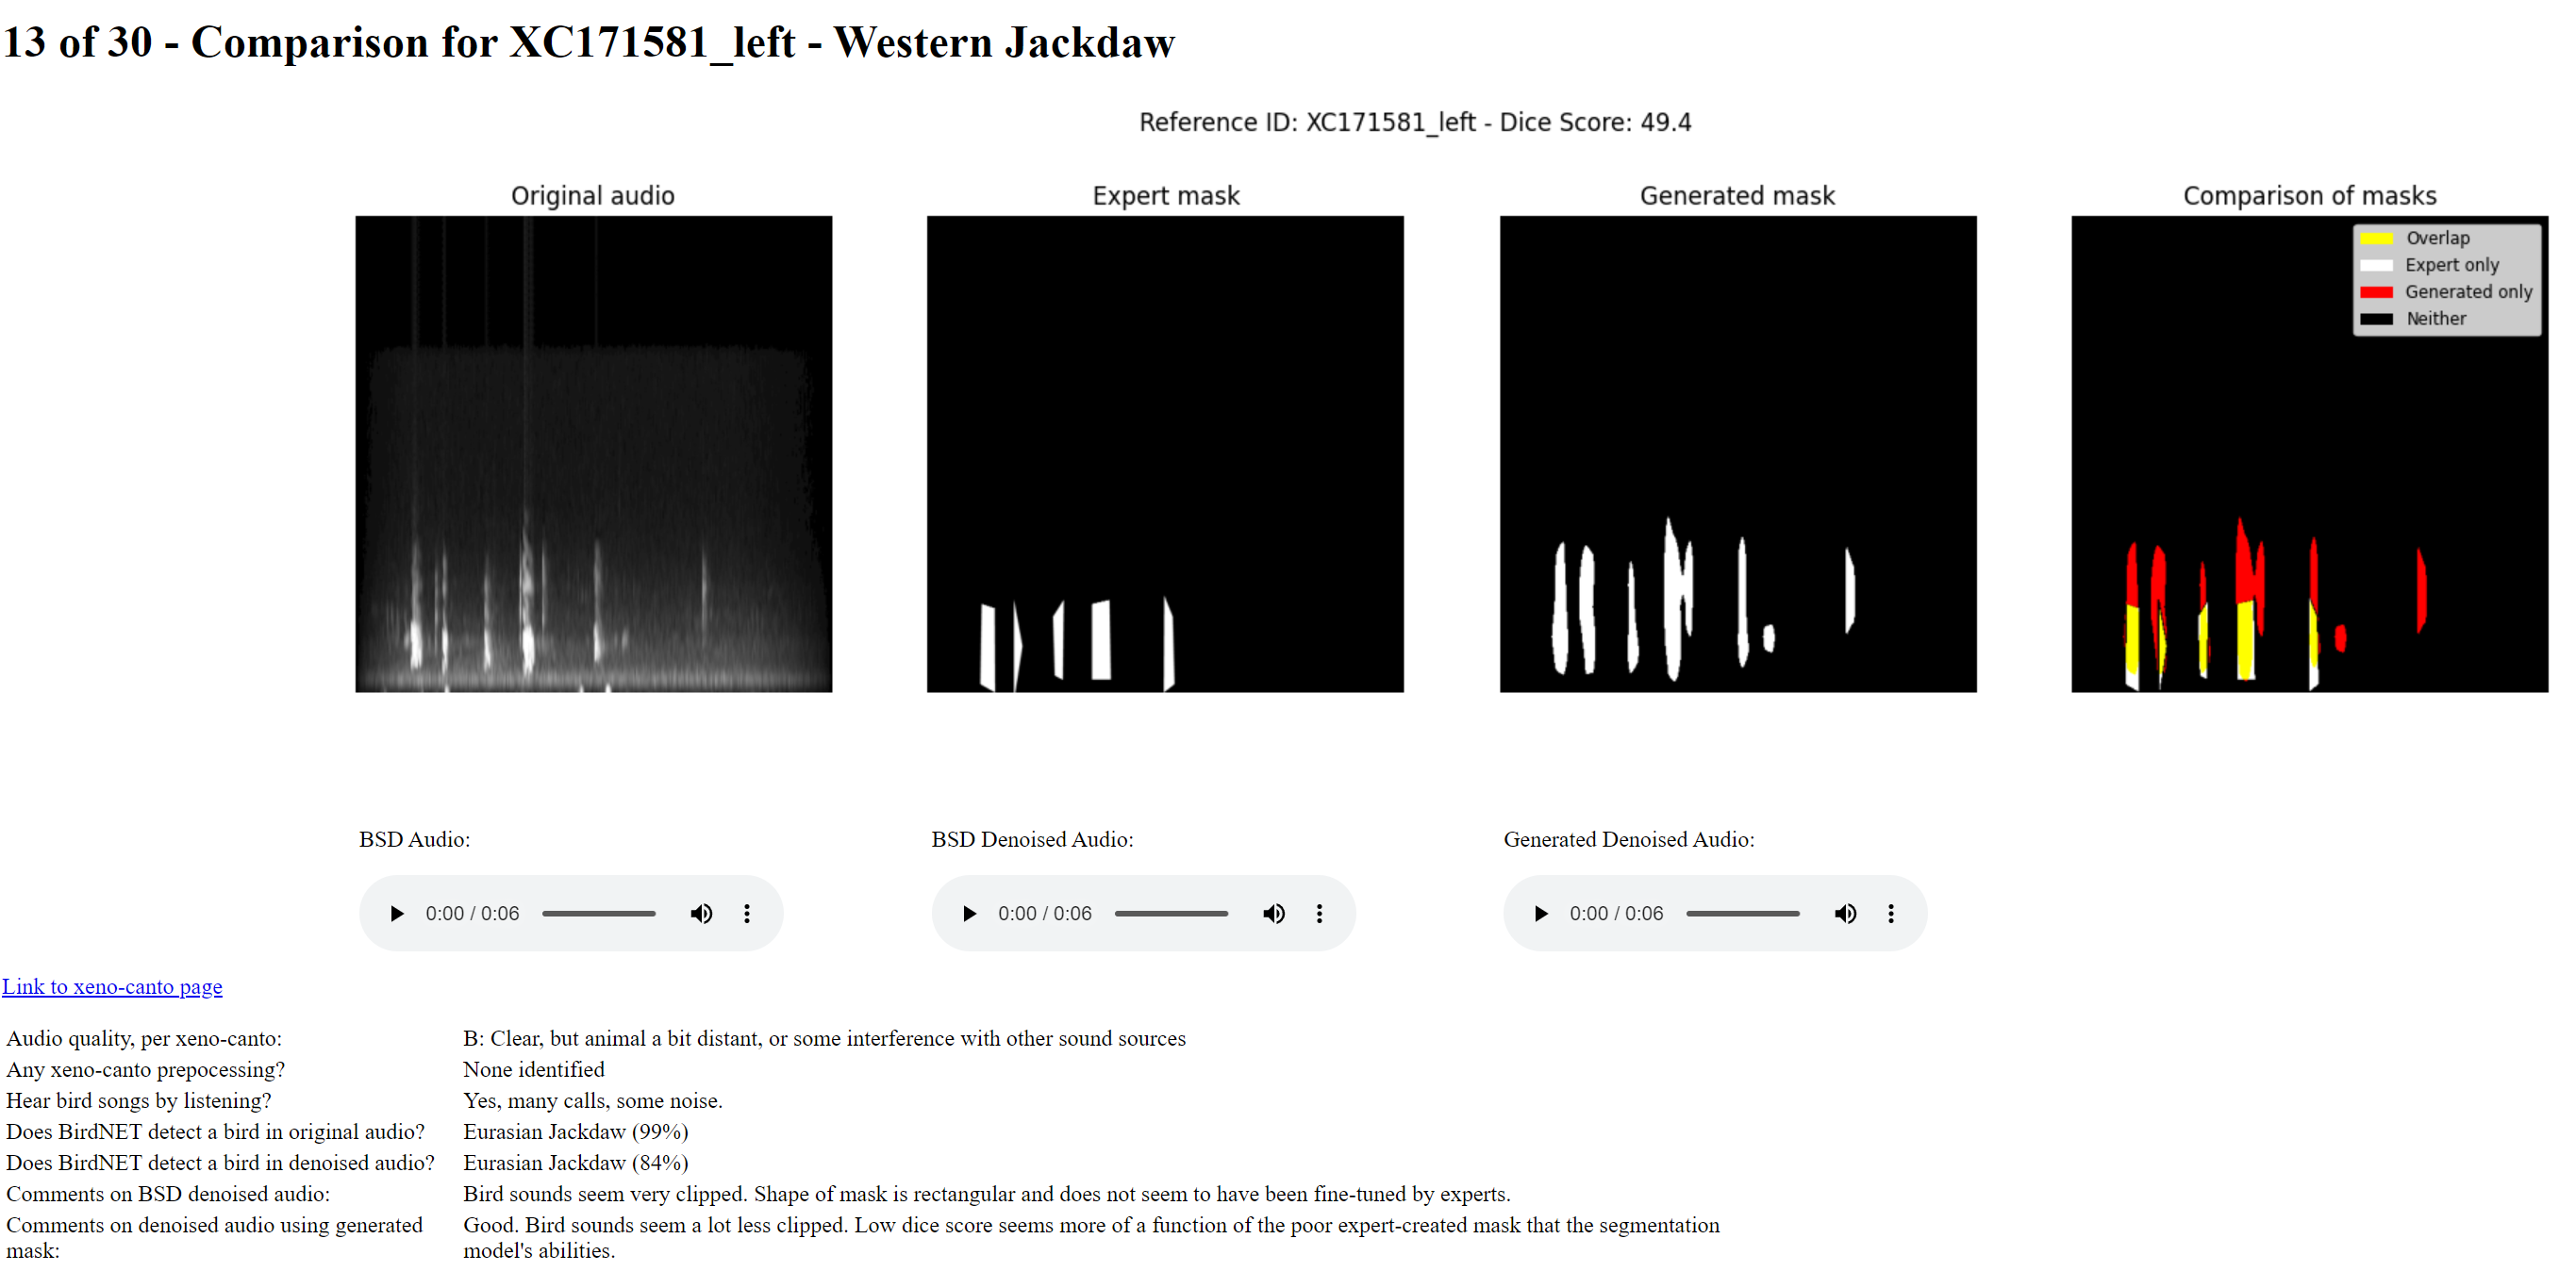 13 of 30 - Comparison for XC171581_left - Western Jackdaw
Reference ID: XC171581_left - Dice Score: 49.4
Original audio
Expert mask
Generated mask
Comparison of masks
Overlap
Expert only
Generated only
Neither
BSD Audio:
BSD Denoised Audio:
Generated Denoised Audio:
0:00 / 0:06
0:00 / 0:06
0:00 / 0:06
Link to xeno-canto page
Audio quality, per xeno-canto: B: Clear, but animal a bit distant, or some interference with other sound sources
Any xeno-canto prepocessing? None identified
Hear bird songs by listening? Yes, many calls, some noise.
Does BirdNET detect a bird in original audio? Eurasian Jackdaw (99%)
Does BirdNET detect a bird in denoised audio? Eurasian Jackdaw (84%)
Comments on BSD denoised audio: Bird sounds seem very clipped. Shape of mask is rectangular and does not seem to have been fine-tuned by experts.
Comments on denoised audio using generated mask:
Good. Bird sounds seem a lot less clipped. Low dice score seems more of a function of the poor expert-created mask that the segmentation
model's abilities.